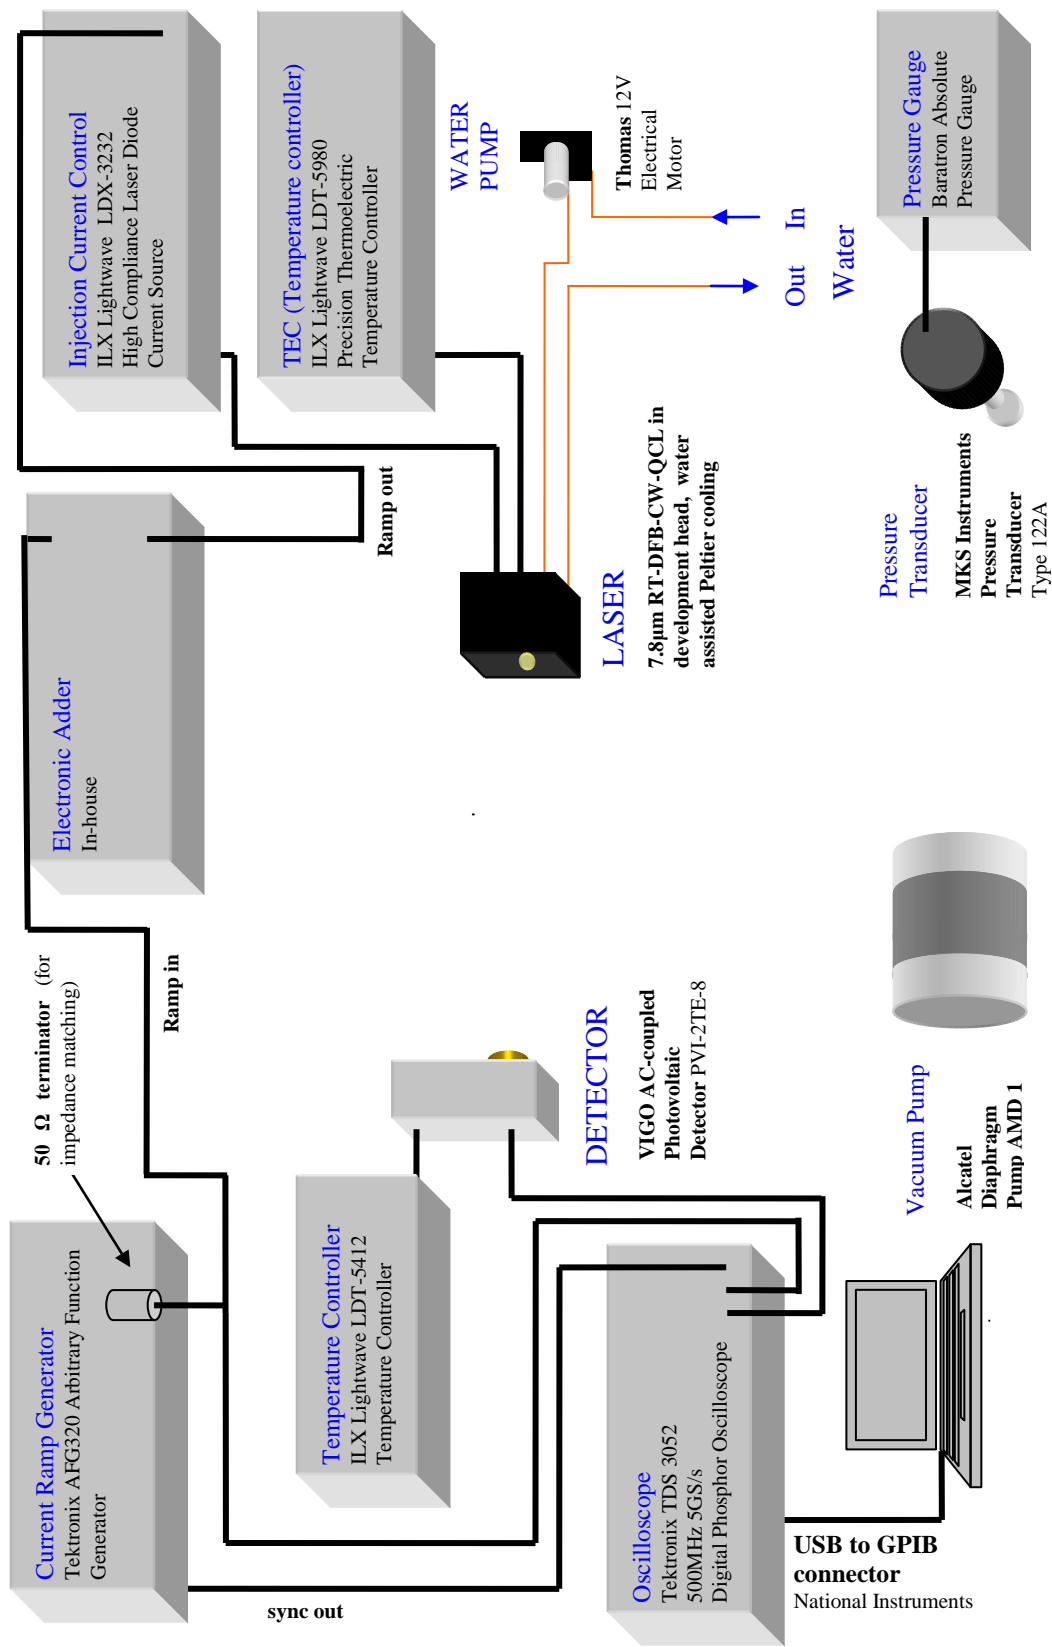 Current Ramp Generator
Tektronix AFG320 Arbitrary Function
Generator
50 Ω terminator (for
impedance matching)
Ramp in
Electronic Adder
In-house
Ramp out
Injection Current Control
ILX Lightwave LDX-3232
High Compliance Laser Diode
Current Source
TEC (Temperature controller)
ILX Lightwave LDT-5980
Precision Thermoelectric
Temperature Controller
sync out
Temperature Controller
ILX Lightwave LDT-5412
Temperature Controller
DETECTOR
VIGO AC-coupled
Photovoltaic
Detector PVI-2TE-8
LASER
7.8μm RT-DFB-CW-QCL in
development head, water
assisted Peltier cooling
WATER
PUMP
Thomas 12V
Electrical
Motor
Out In
Water
Oscilloscope
Tektronix TDS 3052
500MHz 5GS/s
Digital Phosphor Oscilloscope
USB to GPIB
connector
National Instruments
Vacuum Pump
Alcatel
Diaphragm
Pump AMD 1
Pressure
Transducer
MKS Instruments
Pressure
Transducer
Type 122A
Pressure Gauge
Baratron Absolute
Pressure Gauge